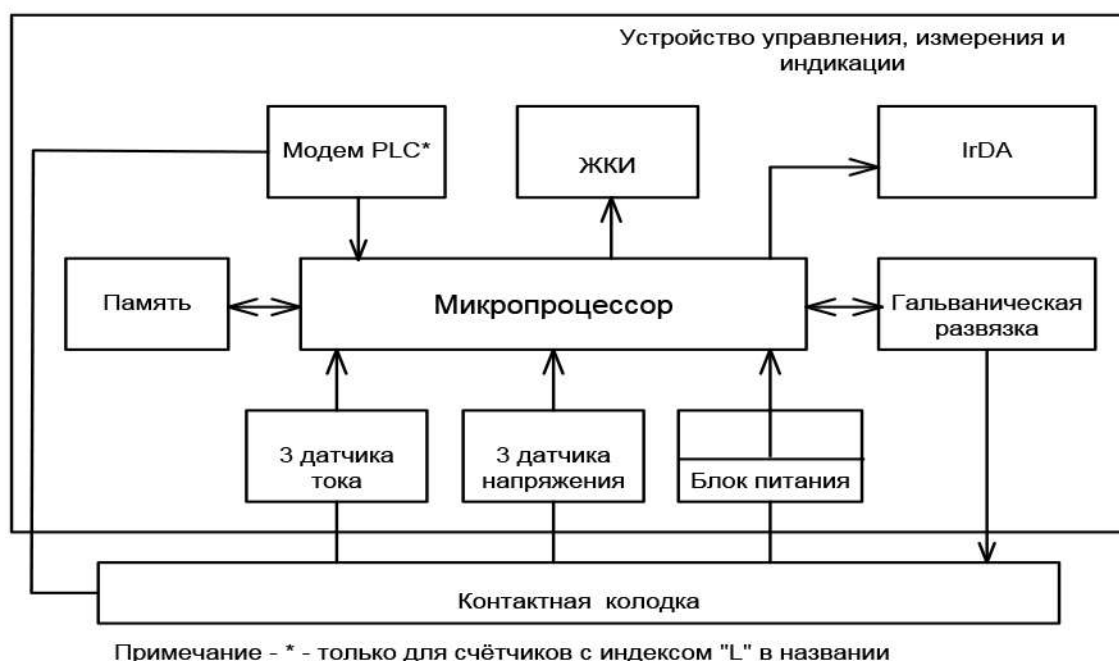 Устройство управления, измерения и
индикации
Модем PLC*
ЖКИ
IrDA
Память
Микропроцессор
Гальваническая
развязка
3 датчика
тока
3 датчика
напряжения
Блок питания
Контактная колодка
Примечание - * - только для счётчиков с индексом "L" в названии